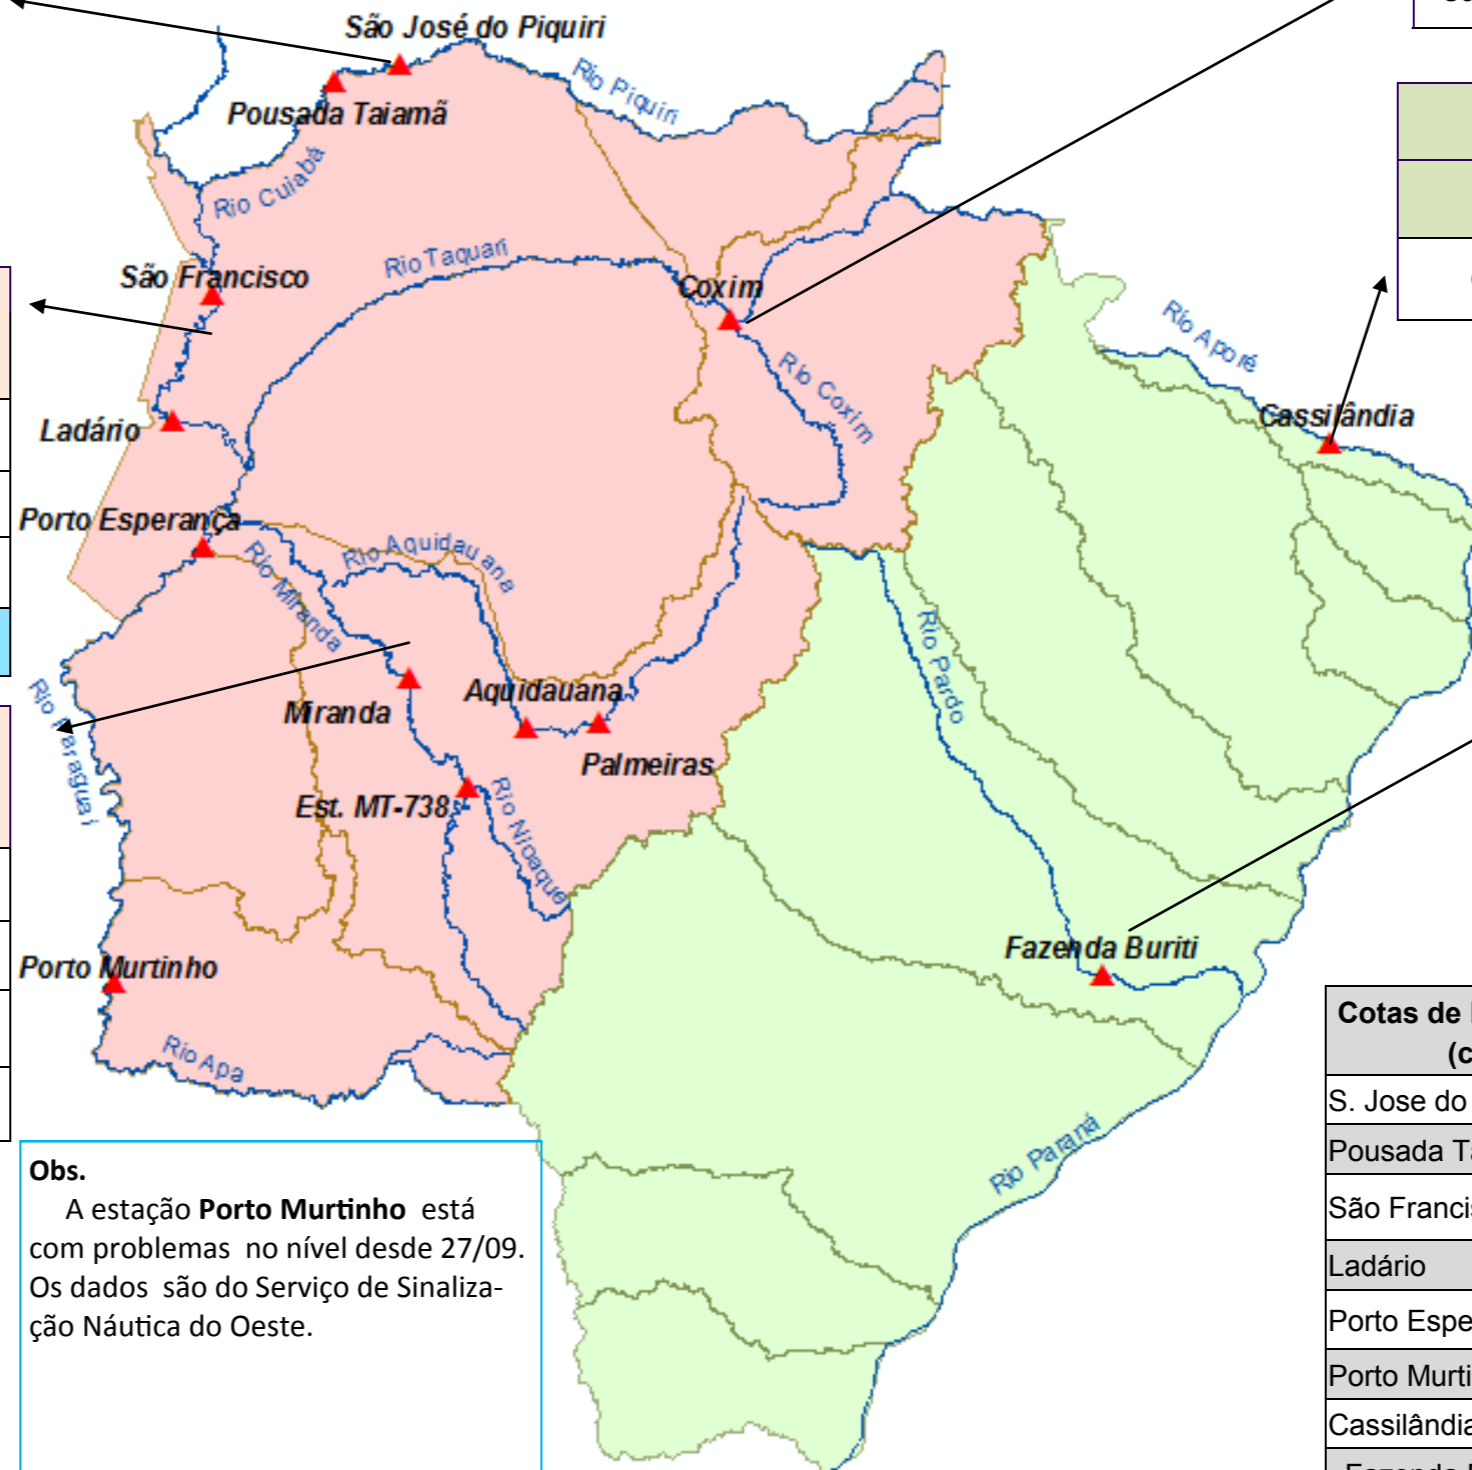 São José do Piquiri
Rio Piquiri
Pousada Taiamã
Rio Cuiabá
Rio Taquari
São Francisco
Coxim
Rio Aporé
Rio Coxim
Cassilândia
Ladário
Porto Esperança
Rio Aquidauana
Rio Miranda
Rio Pardo
Rio Paraguai
Aquidauana
Miranda
Palmeiras
Est. MT-738
Rio Nioaque
Fazenda Buriti
Porto Murtinho
Rio Apa
Rio Paraná
Obs.
A estação Porto Murtinho está
com problemas no nível desde 27/09.
Os dados são do Serviço de Sinaliza-
ção Náutica do Oeste.
Cotas de
(c
S. Jose do
Pousada Ta
São Francis
Ladário
Porto Espe
Porto Murti
Cassilândia